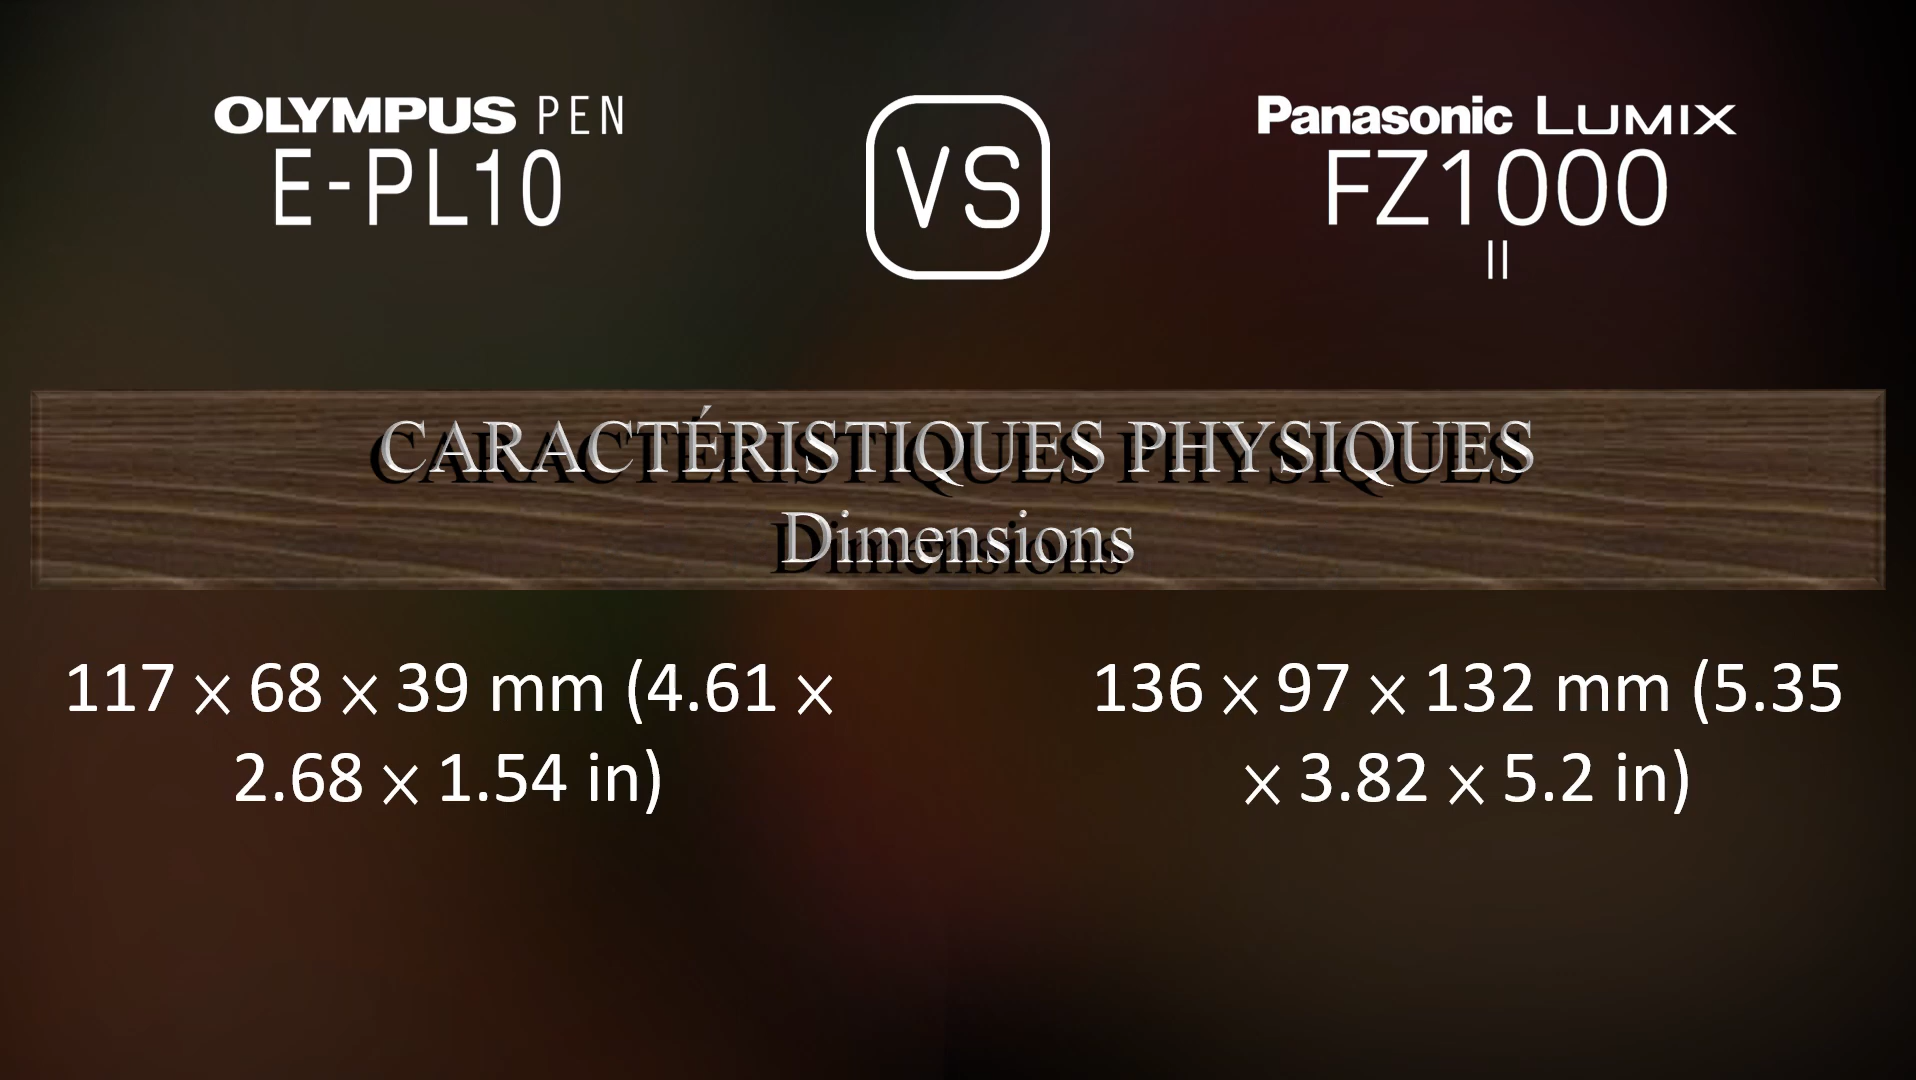 OLYMPUS PEN
E-PL10
VS
Panasonic LUMIX
FZ1000
II
CARACTÉRISTIQUES PHYSIQUES
Dimensions
117 x 68 x 39 mm (4.61 x
2.68 x 1.54 in)
136 x 97 x 132 mm (5.35
x 3.82 x 5.2 in)